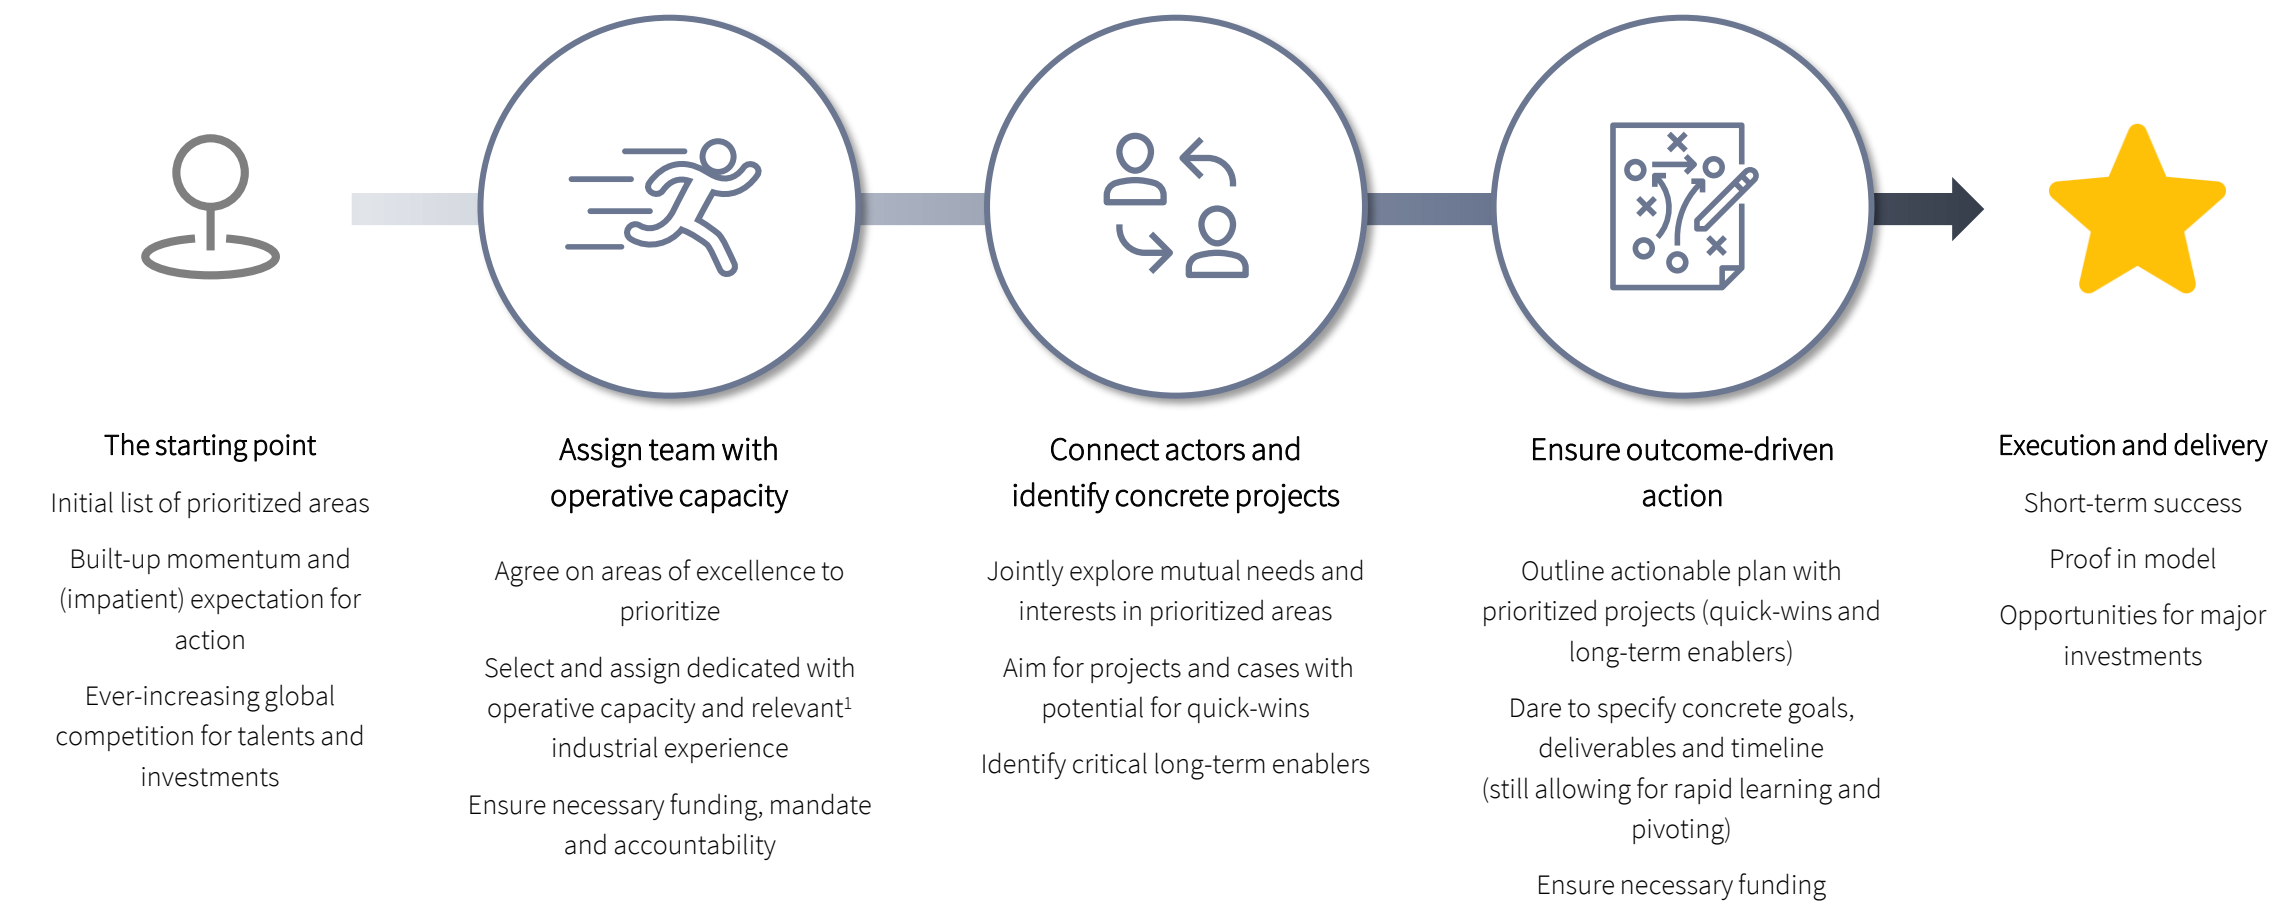 The starting point
Initial list of prioritized areas
Built-up momentum and
(impatient) expectation for
action
Ever-increasing global
competition for talents and
investments
Assign team with
operative capacity
Agree on areas of excellence to
prioritize
Select and assign dedicated with
operative capacity and relevant¹
industrial experience
Ensure necessary funding, mandate
and accountability
Connect actors and
identify concrete projects
Jointly explore mutual needs and
interests in prioritized areas
Aim for projects and cases with
potential for quick-wins
Identify critical long-term enablers
Ensure outcome-driven
action
Outline actionable plan with
prioritized projects (quick-wins and
long-term enablers)
Dare to specify concrete goals,
deliverables and timeline
(still allowing for rapid learning and
pivoting)
Ensure necessary funding
Execution and delivery
Short-term success
Proof in model
Opportunities for major
investments